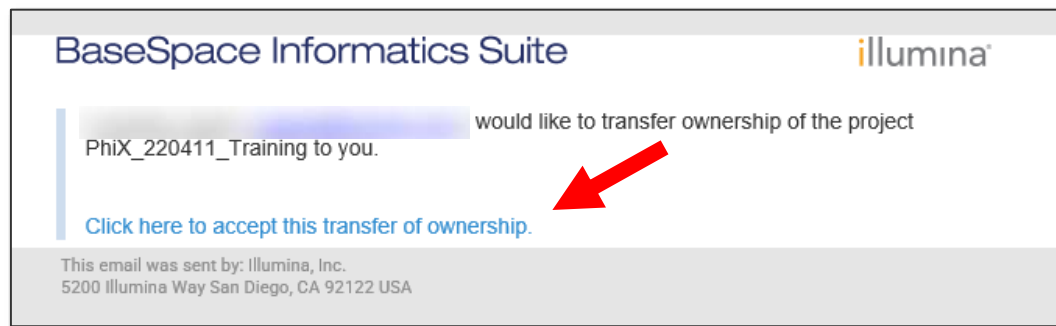 BaseSpace Informatics Suite
illumina
would like to transfer ownership of the project
PhiX_220411_Training to you.
Click here to accept this transfer of ownership.
This email was sent by: Illumina, Inc.
5200 Illumina Way San Diego, CA 92122 USA